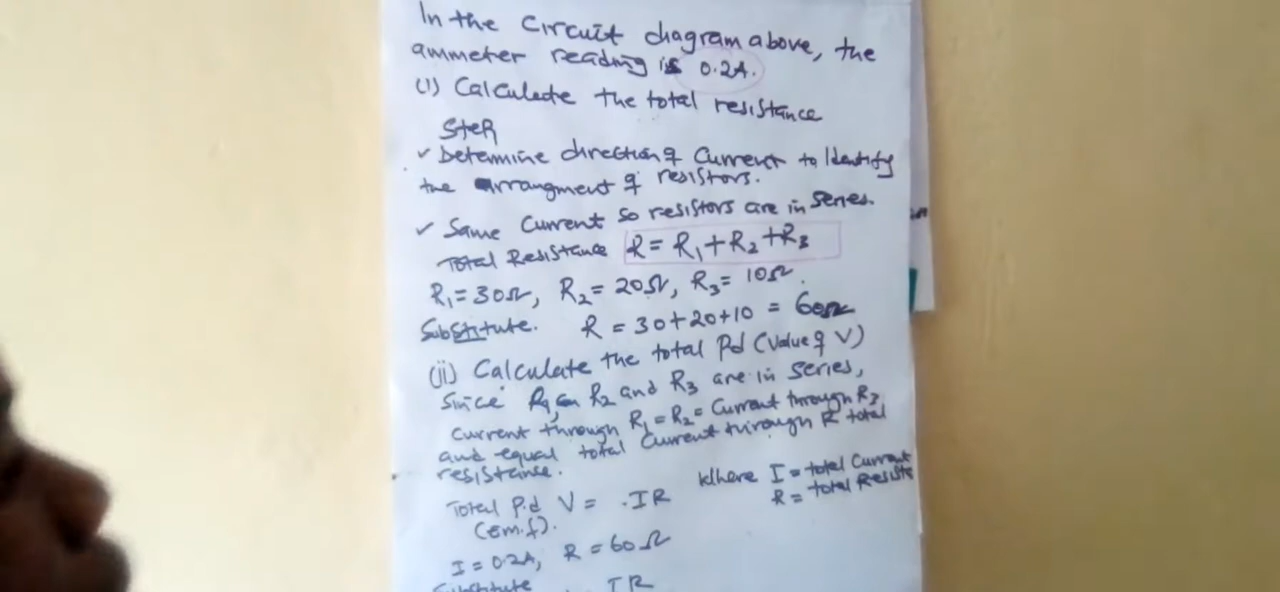 In the Circuit diagram above, the
ammeter reading is 0.2A.
(i) Calculate the total resistance
Step
✓ Determine direction of Current to Identify
the arrangment of resistors.
✓ Same Current so resistors are in Series.
Total Resistance R = R₁+R₂+R₃
R₁=30Ω, R₂=20Ω, R₃=10Ω.
Substitute. R = 30+20+10 = 60Ω
(ii) Calculate the total Pd (Value of V)
Since R₂ and R₃ are in series,
Current through R₁=R₂= Current through R₃
and equal total Current through R total
resistance.
Total P.d V = .IR Where I = total Current
(em.f). R = total
I = 0.2A, R = 60Ω
Substitute IR